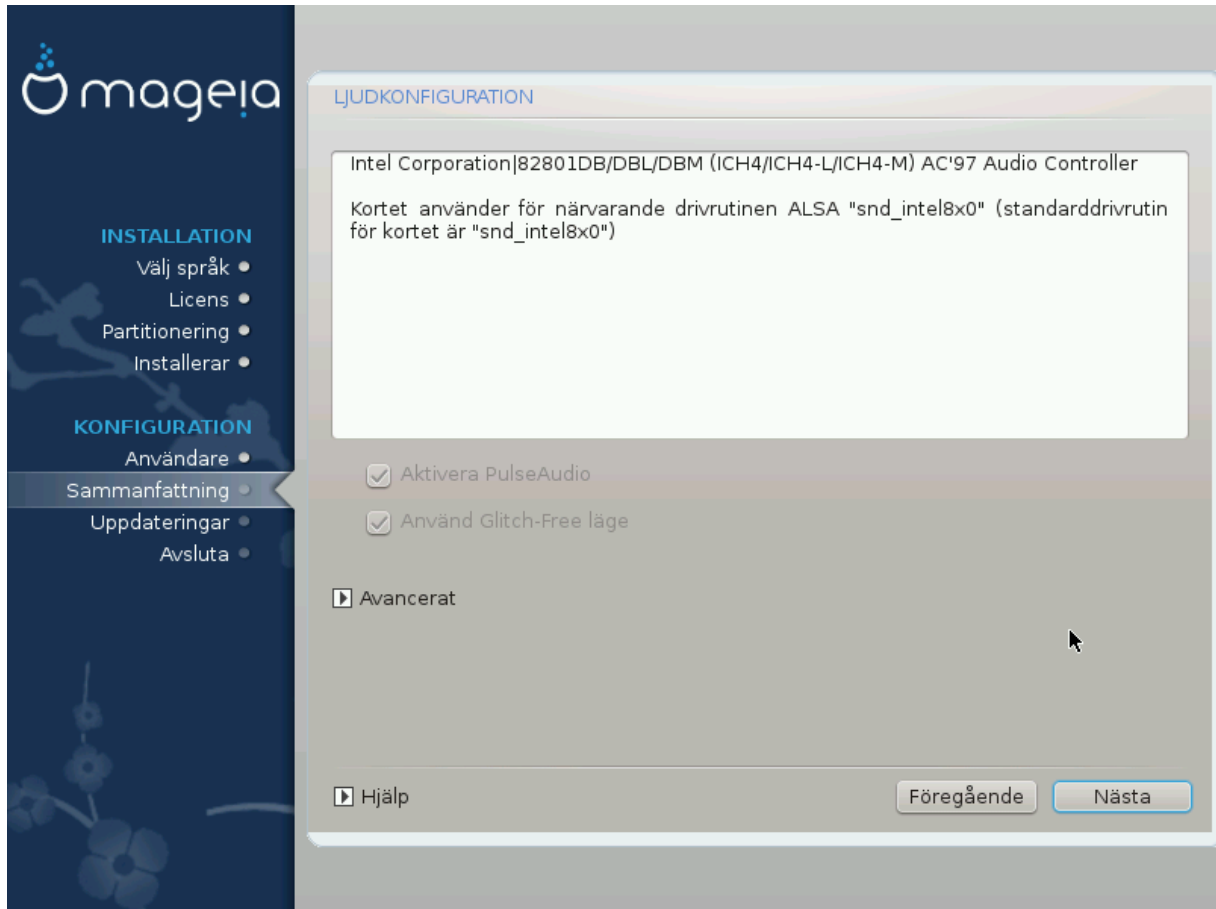 mageia
INSTALLATION
Välj språk
Licens
Partitionering
Installerar
KONFIGURATION
Användare
Sammanfattning
Uppdateringar
Avsluta
LJUDKONFIGURATION
Intel Corporation|82801DB/DBL/DBM (ICH4/ICH4-L/ICH4-M) AC'97 Audio Controller
Kortet använder för närvarande drivrutinen ALSA "snd_intel8x0" (standarddrivrutin
för kortet är "snd_intel8x0")
Aktivera PulseAudio
Använd Glitch-Free läge
Avancerat
Hjälp
Föregående
Nästa